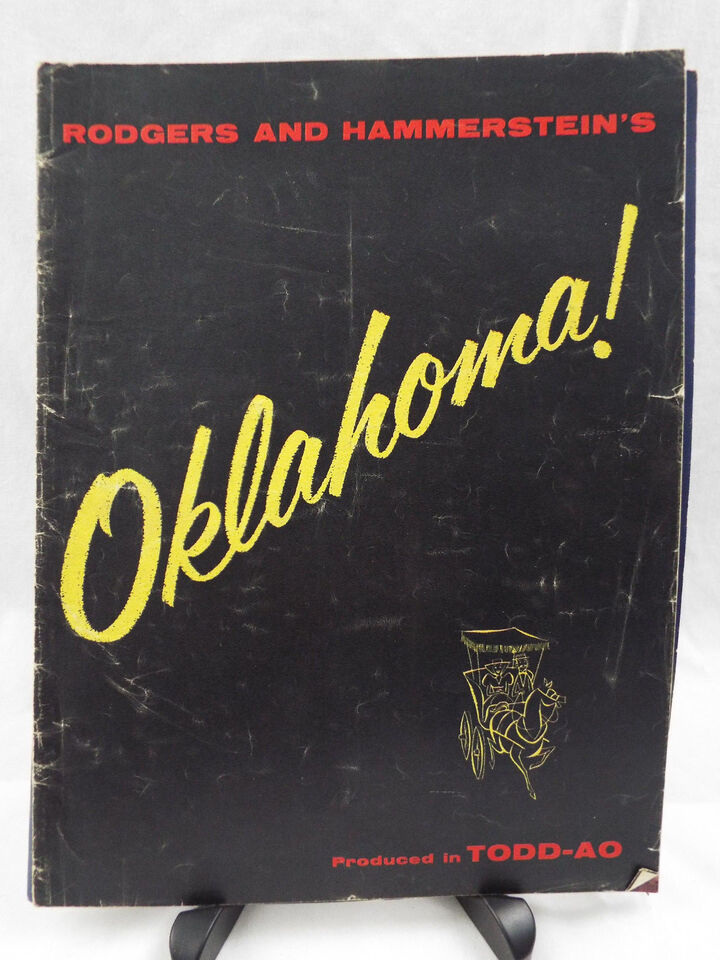 RODGERS AND HAMMERSTEIN'S
Oklahoma!
Produced in TODD-AO